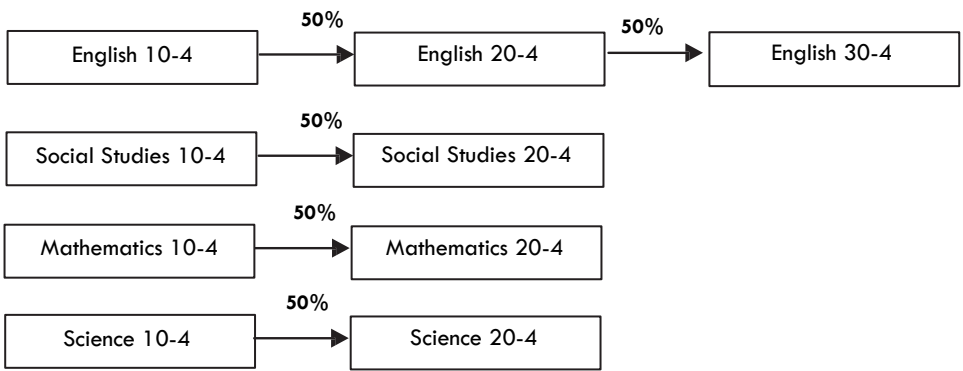 50%
50%
English 10-4
English 20-4
English 30-4
50%
Social Studies 10-4
Social Studies 20-4
50%
Mathematics 10-4
Mathematics 20-4
50%
Science 10-4
Science 20-4